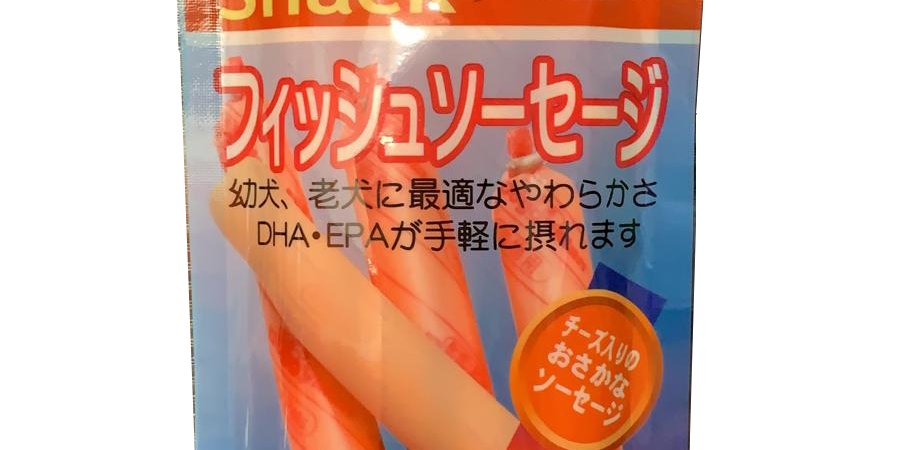 snack
フィッシュソーセージ
幼犬、老犬に最適なやわらかさ
DHA・EPAが手軽に摂れます
チーズ入りの
おさかな
ソーセージ